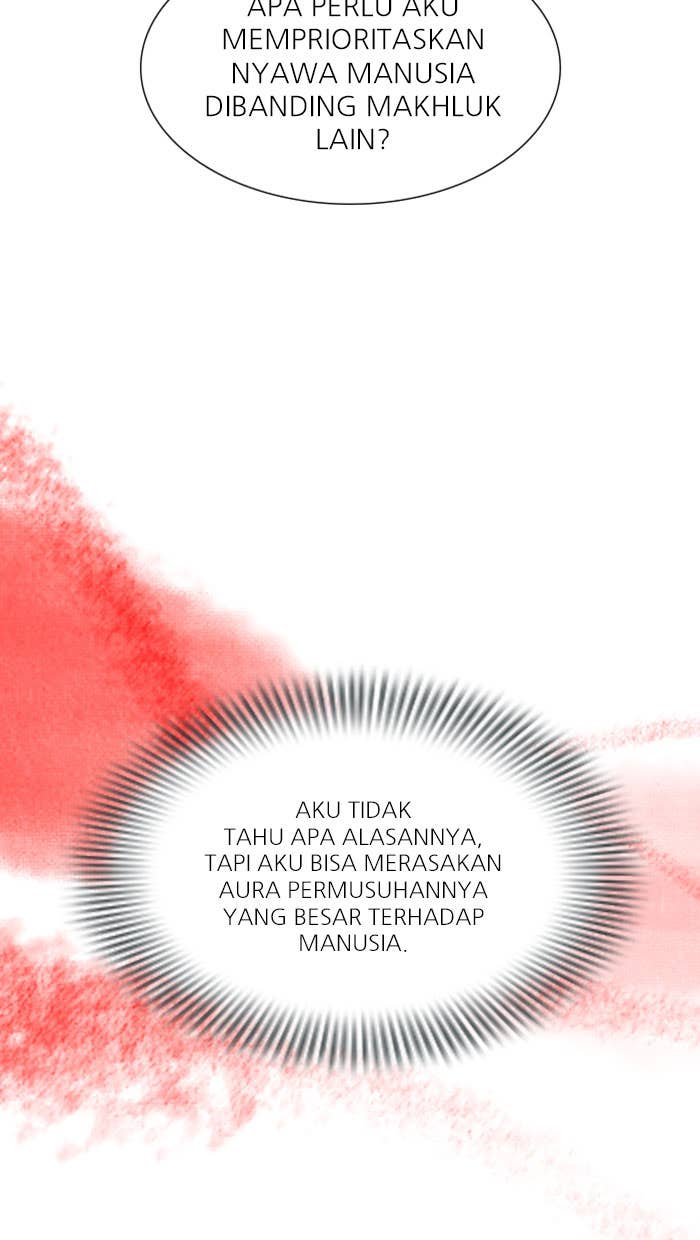 APA PERLU AKU
MEMPRIORITASKAN
NYAWA MANUSIA
DIBANDING MAKHLUK
LAIN?
AKU TIDAK
TAHU APA ALASANNYA,
TAPI AKU BISA MERASAKAN
AURA PERMUSUHANNYA
YANG BESAR TERHADAP
MANUSIA.